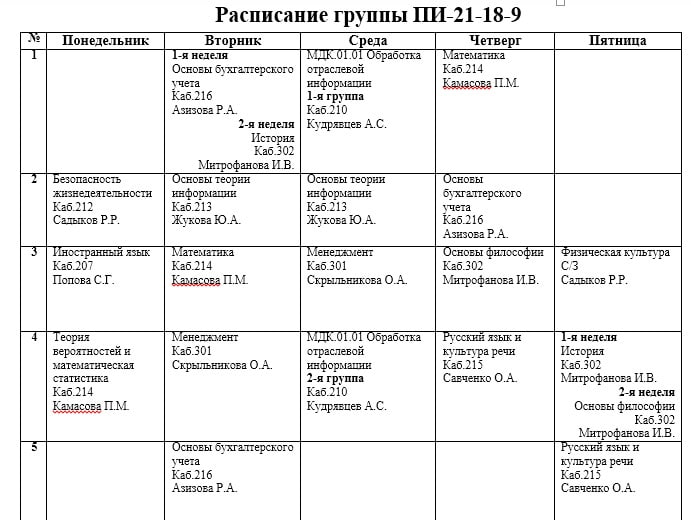 Расписание группы ПИ-21-18-9
№ Понедельник Вторник Среда Четверг Пятница
1
1-я неделя
Основы бухгалтерского
учета
Каб.216
Азизова Р.А.
2-я неделя
История
Каб.302
Митрофанова И.В.
МДК.01.01 Обработка
отраслевой
информации
1-я группа
Каб.210
Кудрявцев А.С.
Математика
Каб.214
Камасова П.М.
2
Безопасность
жизнедеятельности
Каб.212
Садыков Р.Р.
Основы теории
информации
Каб.213
Жукова Ю.А.
Основы теории
информации
Каб.213
Жукова Ю.А.
Основы
бухгалтерского
учета
Каб.216
Азизова Р.А.
3
Иностранный язык
Каб.207
Попова С.Г.
Математика
Каб.214
Камасова П.М.
Менеджмент
Каб.301
Скрыльникова О.А.
Основы философии
Каб.302
Митрофанова И.В.
Физическая культура
С/З
Садыков Р.Р.
4
Теория
вероятностей и
математическая
статистика
Каб.214
Камасова П.М.
Менеджмент
Каб.301
Скрыльникова О.А.
МДК.01.01 Обработка
отраслевой
информации
2-я группа
Каб.210
Кудрявцев А.С.
Русский язык и
культура речи
Каб.215
Савченко О.А.
1-я неделя
История
Каб.302
Митрофанова И.В.
2-я неделя
Основы философии
Каб.302
Митрофанова И.В.
5
Основы бухгалтерского
учета
Каб.216
Азизова Р.А.
Русский язык и
культура речи
Каб.215
Савченко О.А.